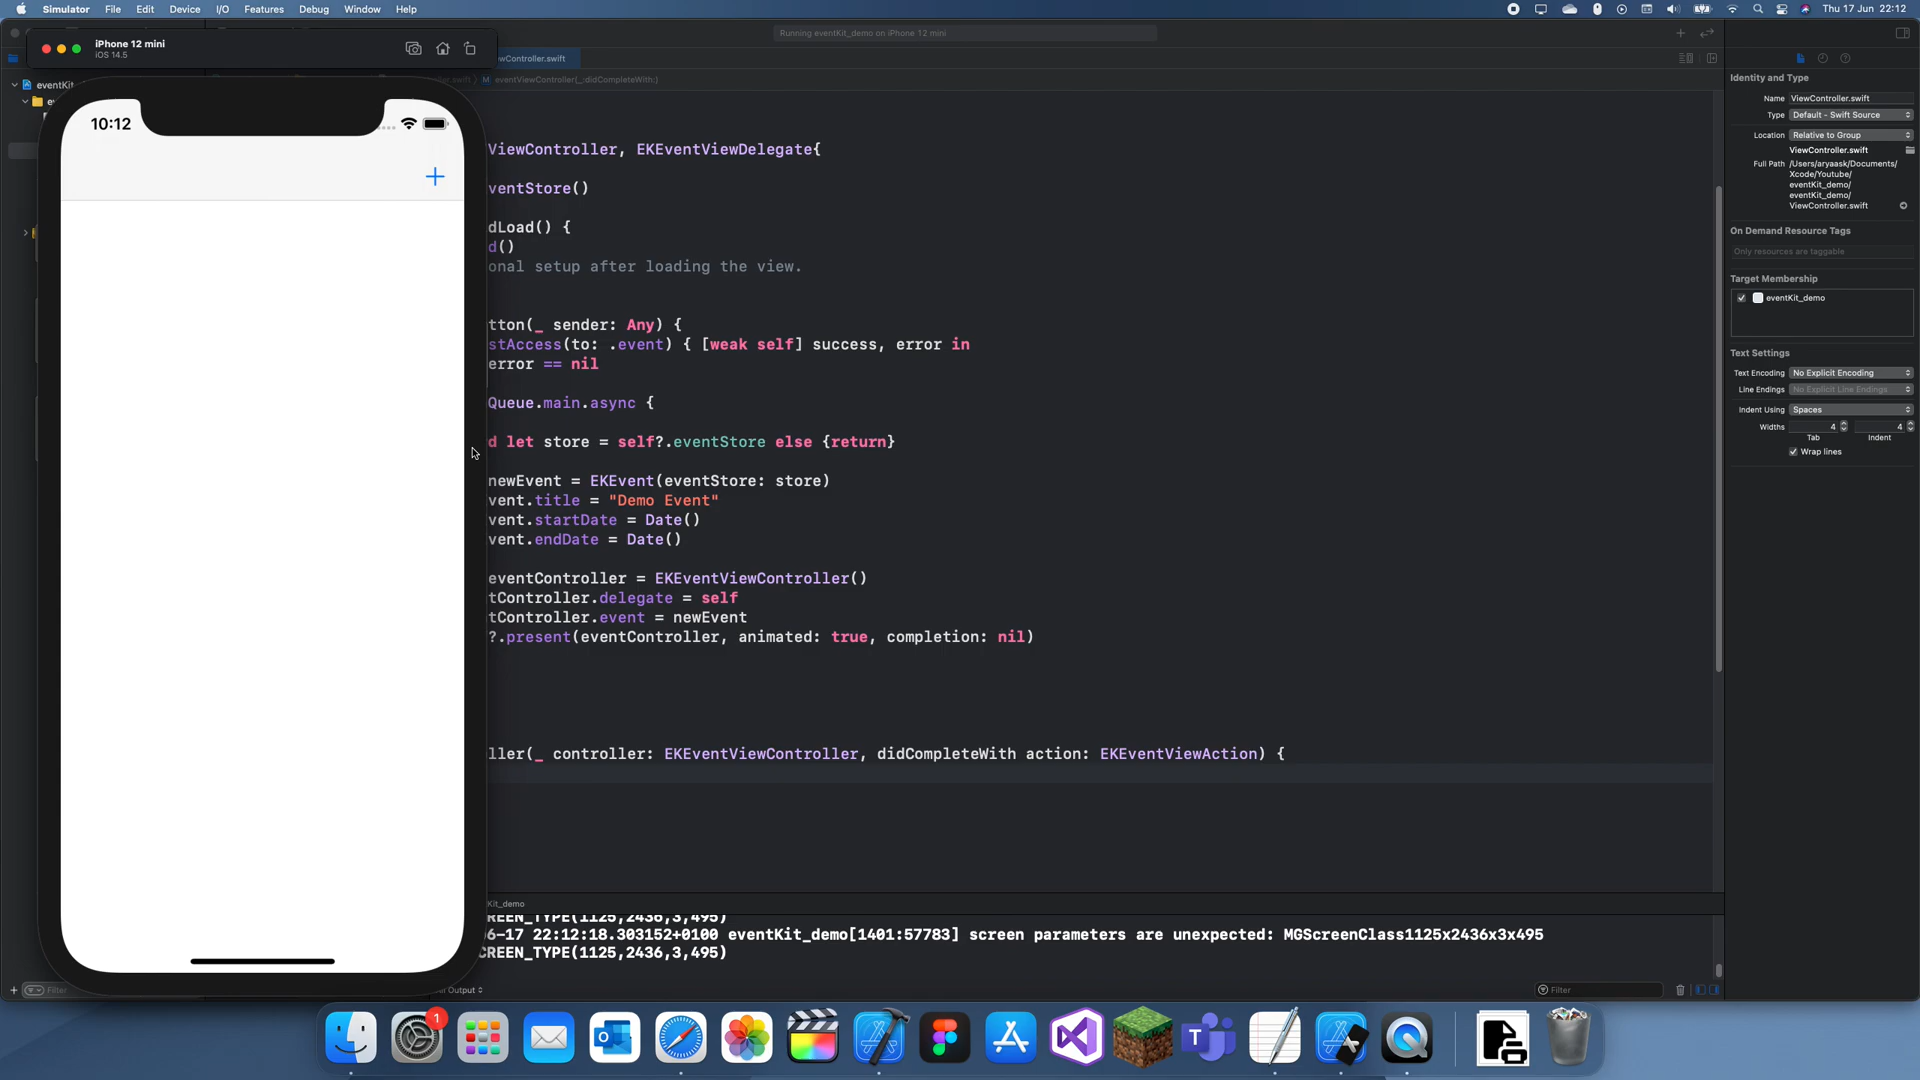 Simulator File Edit Device I/O Features Debug Window Help
Thu 17 Jun 22:12
iPhone 12 mini
iOS 14.5
Running eventKit_demo on iPhone 12 mini
ewController.swift
eventViewController(_:didCompleteWith:)
eventKit
10:12
ViewController, EKEventViewDelegate{
ventStore()
dLoad() {
d()
onal setup after loading the view.
tton(_ sender: Any) {
stAccess(to: .event) { [weak self] success, error in
error == nil
Queue.main.async {
d let store = self?.eventStore else {return}
newEvent = EKEvent(eventStore: store)
vent.title = "Demo Event"
vent.startDate = Date()
vent.endDate = Date()
eventController = EKEventViewController()
tController.delegate = self
tController.event = newEvent
?.present(eventController, animated: true, completion: nil)
ller(_ controller: EKEventViewController, didCompleteWith action: EKEventViewAction) {
Kit_demo
REEN_TYPE(1125,2436,3,495)
06-17 22:12:18.303152+0100 eventKit_demo[1401:57783] screen parameters are unexpected: MGScreenClass1125x2436x3x495
CREEN_TYPE(1125,2436,3,495)
Filter
All Output
Filter
Identity and Type
Name ViewController.swift
Type Default - Swift Source
Location Relative to Group
ViewController.swift
Full Path /Users/aryaask/Documents/
Xcode/Youtube/
eventKit_demo/
eventKit_demo/
ViewController.swift
On Demand Resource Tags
Only resources are taggable
Target Membership
eventKit_demo
Text Settings
Text Encoding No Explicit Encoding
Line Endings No Explicit Line Endings
Indent Using Spaces
Widths 4 4
Tab Indent
Wrap lines
1